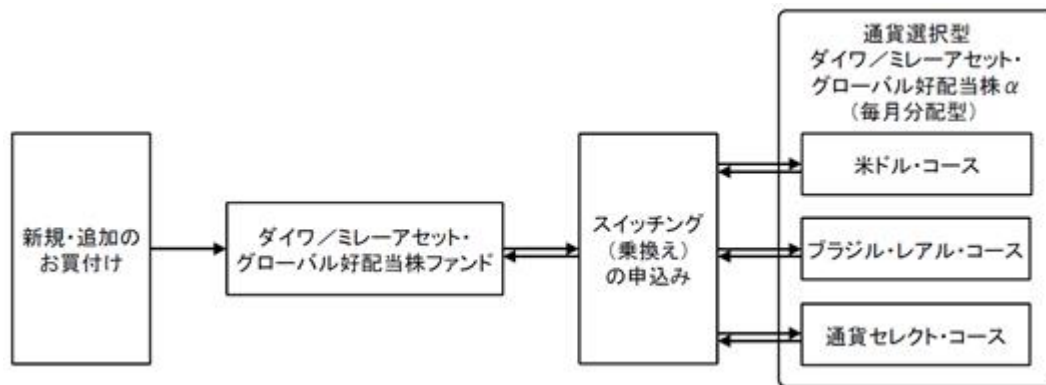 新規・追加の
お買付け
ダイワ／ミレーアセット・
グローバル好配当株ファンド
スイッチング
（乗換え）
の申込み
通貨選択型
ダイワ／ミレーアセット・
グローバル好配当株α
（毎月分配型）
米ドル・コース
ブラジル・レアル・コース
通貨セレクト・コース